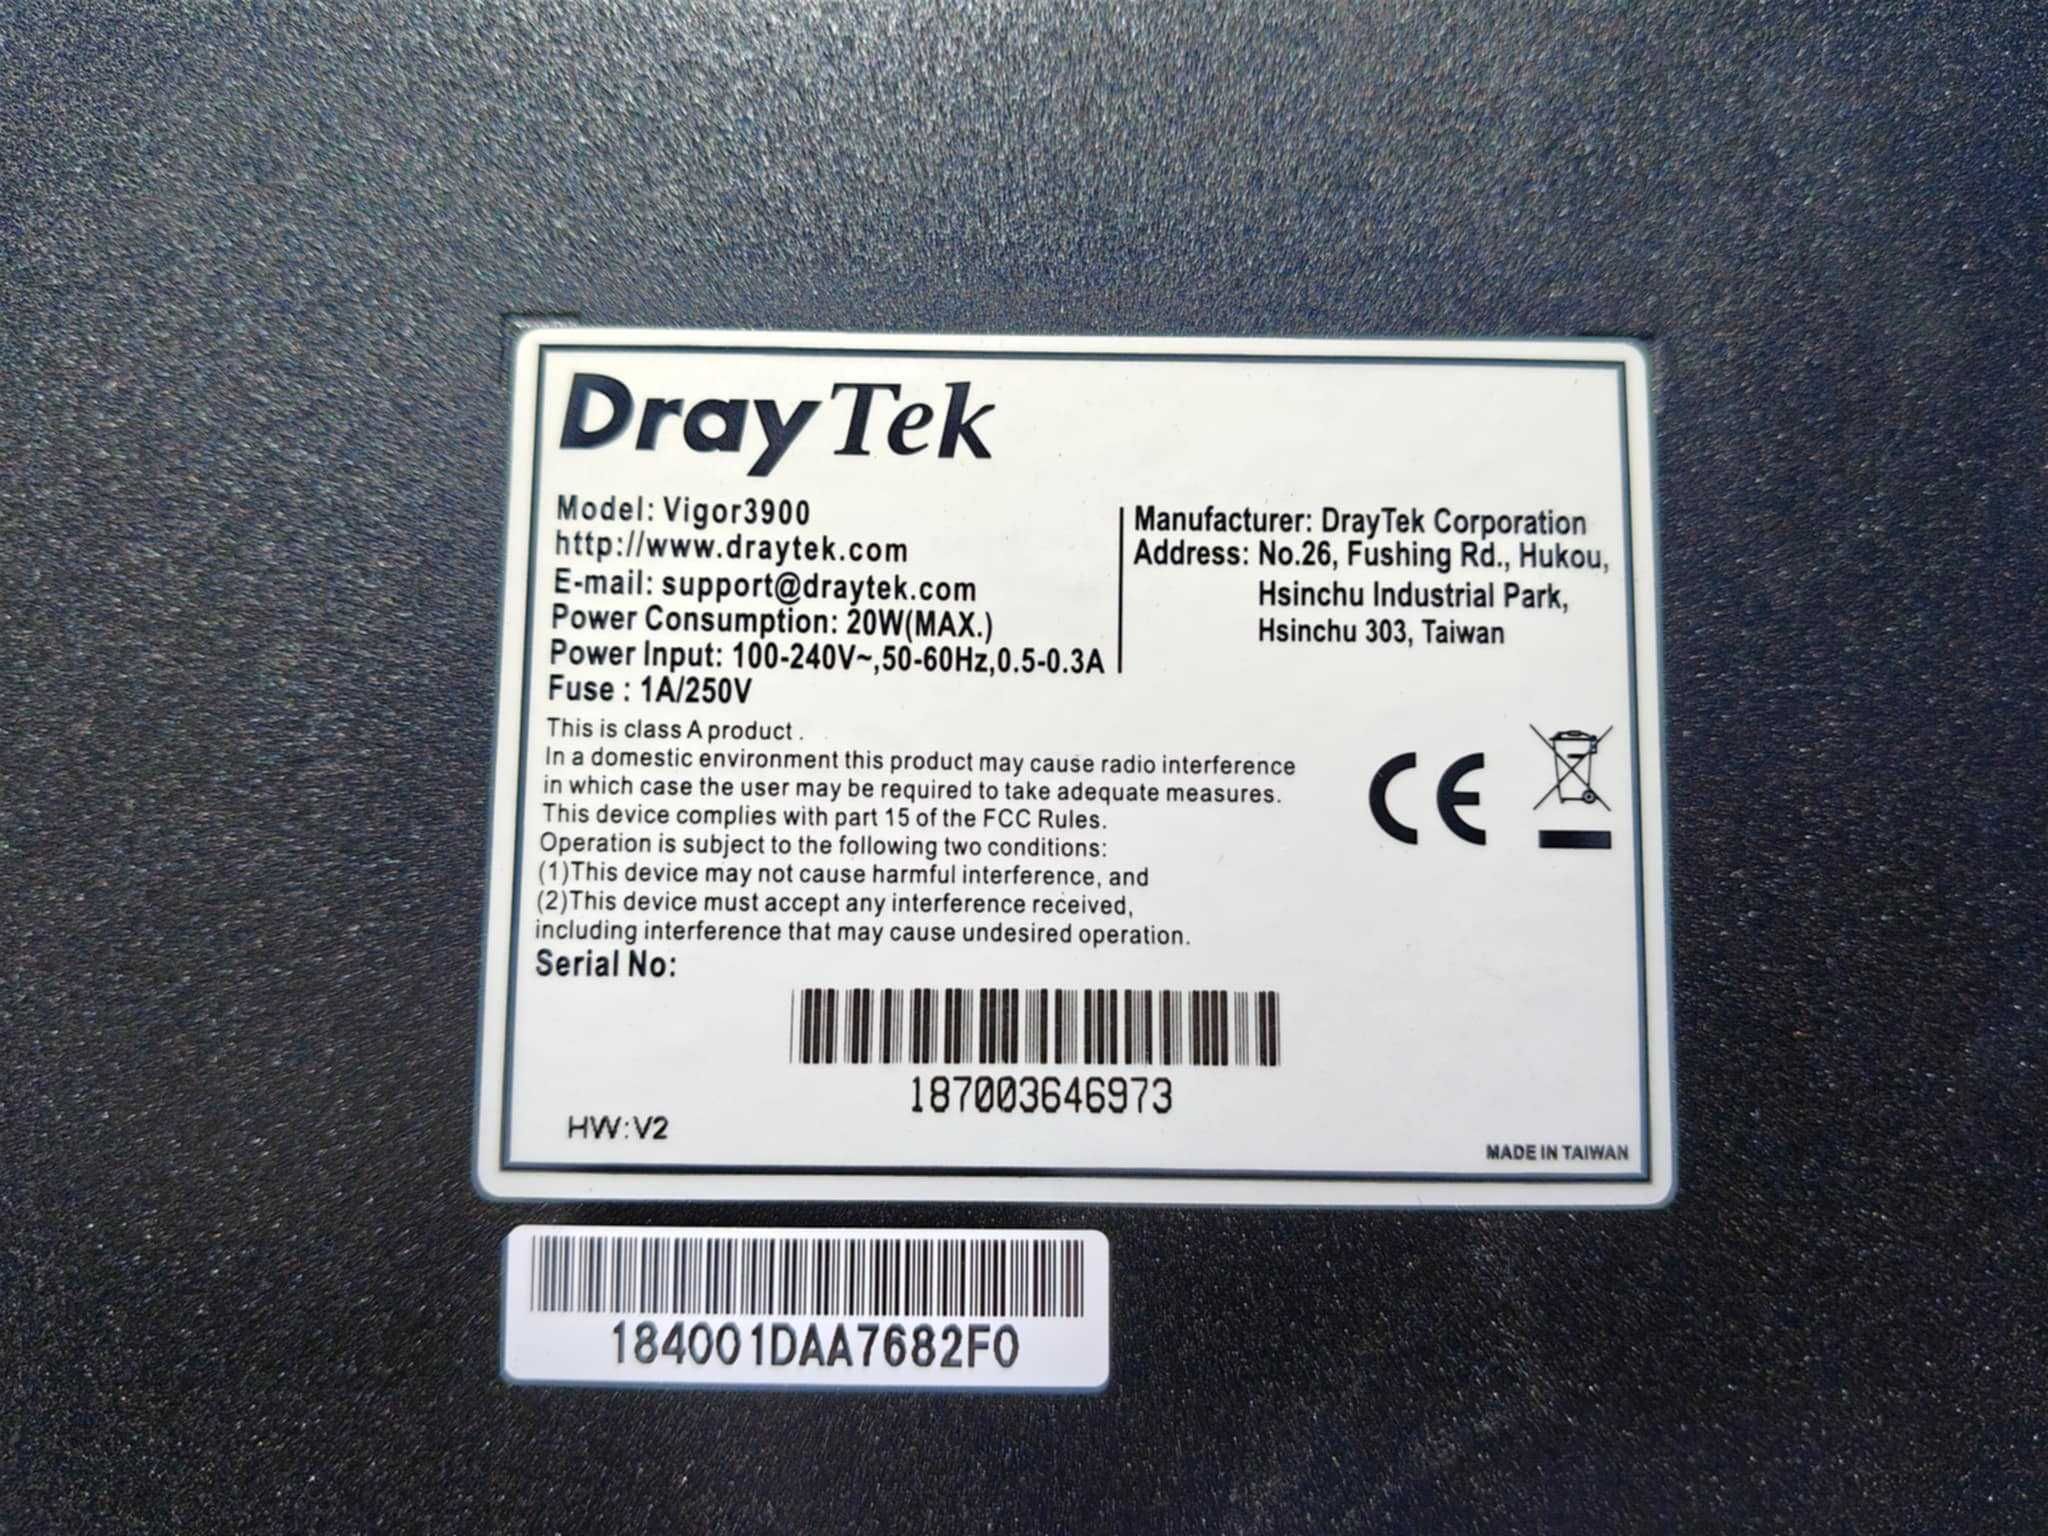 DrayTek
Model: Vigor3900
http://www.draytek.com
E-mail: support@draytek.com
Power Consumption: 20W(MAX.)
Power Input: 100-240V~,50-60Hz,0.5-0.3A
Fuse : 1A/250V
Manufacturer: DrayTek Corporation
Address: No.26, Fushing Rd., Hukou,
Hsinchu Industrial Park,
Hsinchu 303, Taiwan
This is class A product .
In a domestic environment this product may cause radio interference
in which case the user may be required to take adequate measures.
This device complies with part 15 of the FCC Rules.
Operation is subject to the following two conditions:
(1)This device may not cause harmful interference, and
(2)This device must accept any interference received,
including interference that may cause undesired operation.
CE
Serial No:
187003646973
HW:V2
MADE IN TAIWAN
184001DAA7682F0